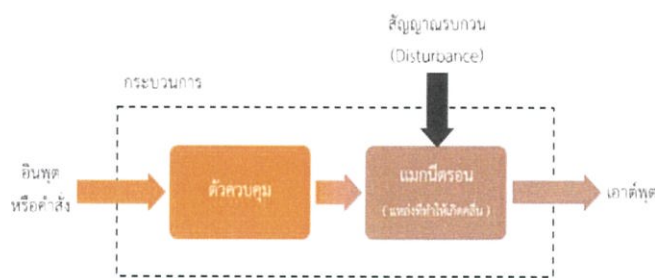 สัญญาณรบกวน
(Disturbance)
กระบวนการ
อินพุต
หรือคำสั่ง
ตัวควบคุม
แมกนีตรอน
( แหล่งที่ทำให้เกิดคลื่น )
เอาต์พุต